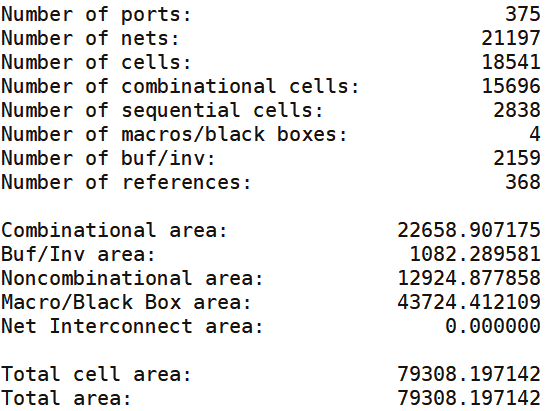 Number of ports: 375
Number of nets: 21197
Number of cells: 18541
Number of combinational cells: 15696
Number of sequential cells: 2838
Number of macros/black boxes: 4
Number of buf/inv: 2159
Number of references: 368
Combinational area: 22658.907175
Buf/Inv area: 1082.289581
Noncombinational area: 12924.877858
Macro/Black Box area: 43724.412109
Net Interconnect area: 0.000000
Total cell area: 79308.197142
Total area: 79308.197142